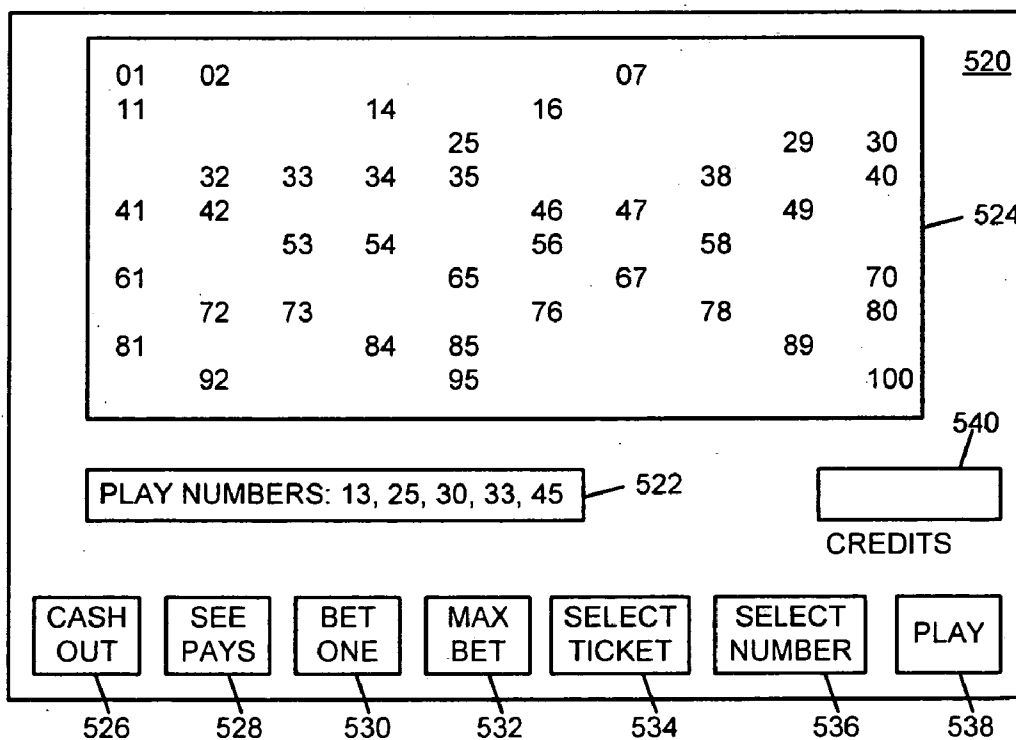 01 02 07 520
11 14 16
25 29 30
32 33 34 35 38 40
41 42 46 47 49
524
53 54 56 58
61 65 67 70
72 73 76 78 80
81 84 85 89
92 95 100
540
PLAY NUMBERS: 13, 25, 30, 33, 45 522
CREDITS
CASH OUT SEE PAYS BET ONE MAX BET SELECT TICKET SELECT NUMBER PLAY
526 528 530 532 534 536 538